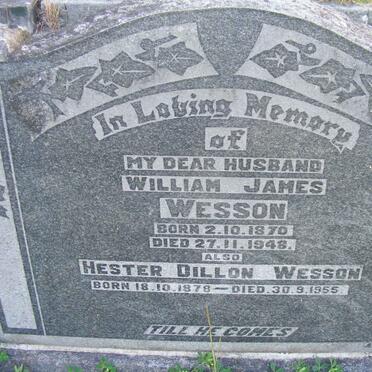 In Loving Memory
of
MY DEAR HUSBAND
WILLIAM JAMES
WESSON
BORN 2.10.1870
DIED 27.11.1948.
ALSO
HESTER DILLON WESSON
BORN 18.10.1878 — DIED 30.9.1955.
TILL HE COMES